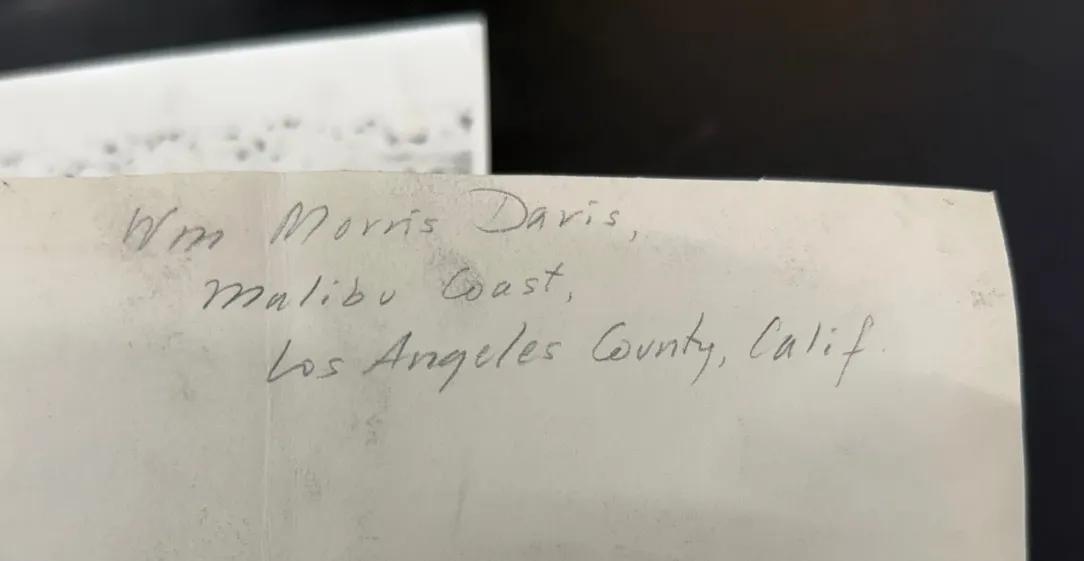 Wm Morris Davis,
Malibu Coast,
Los Angeles County, Calif.